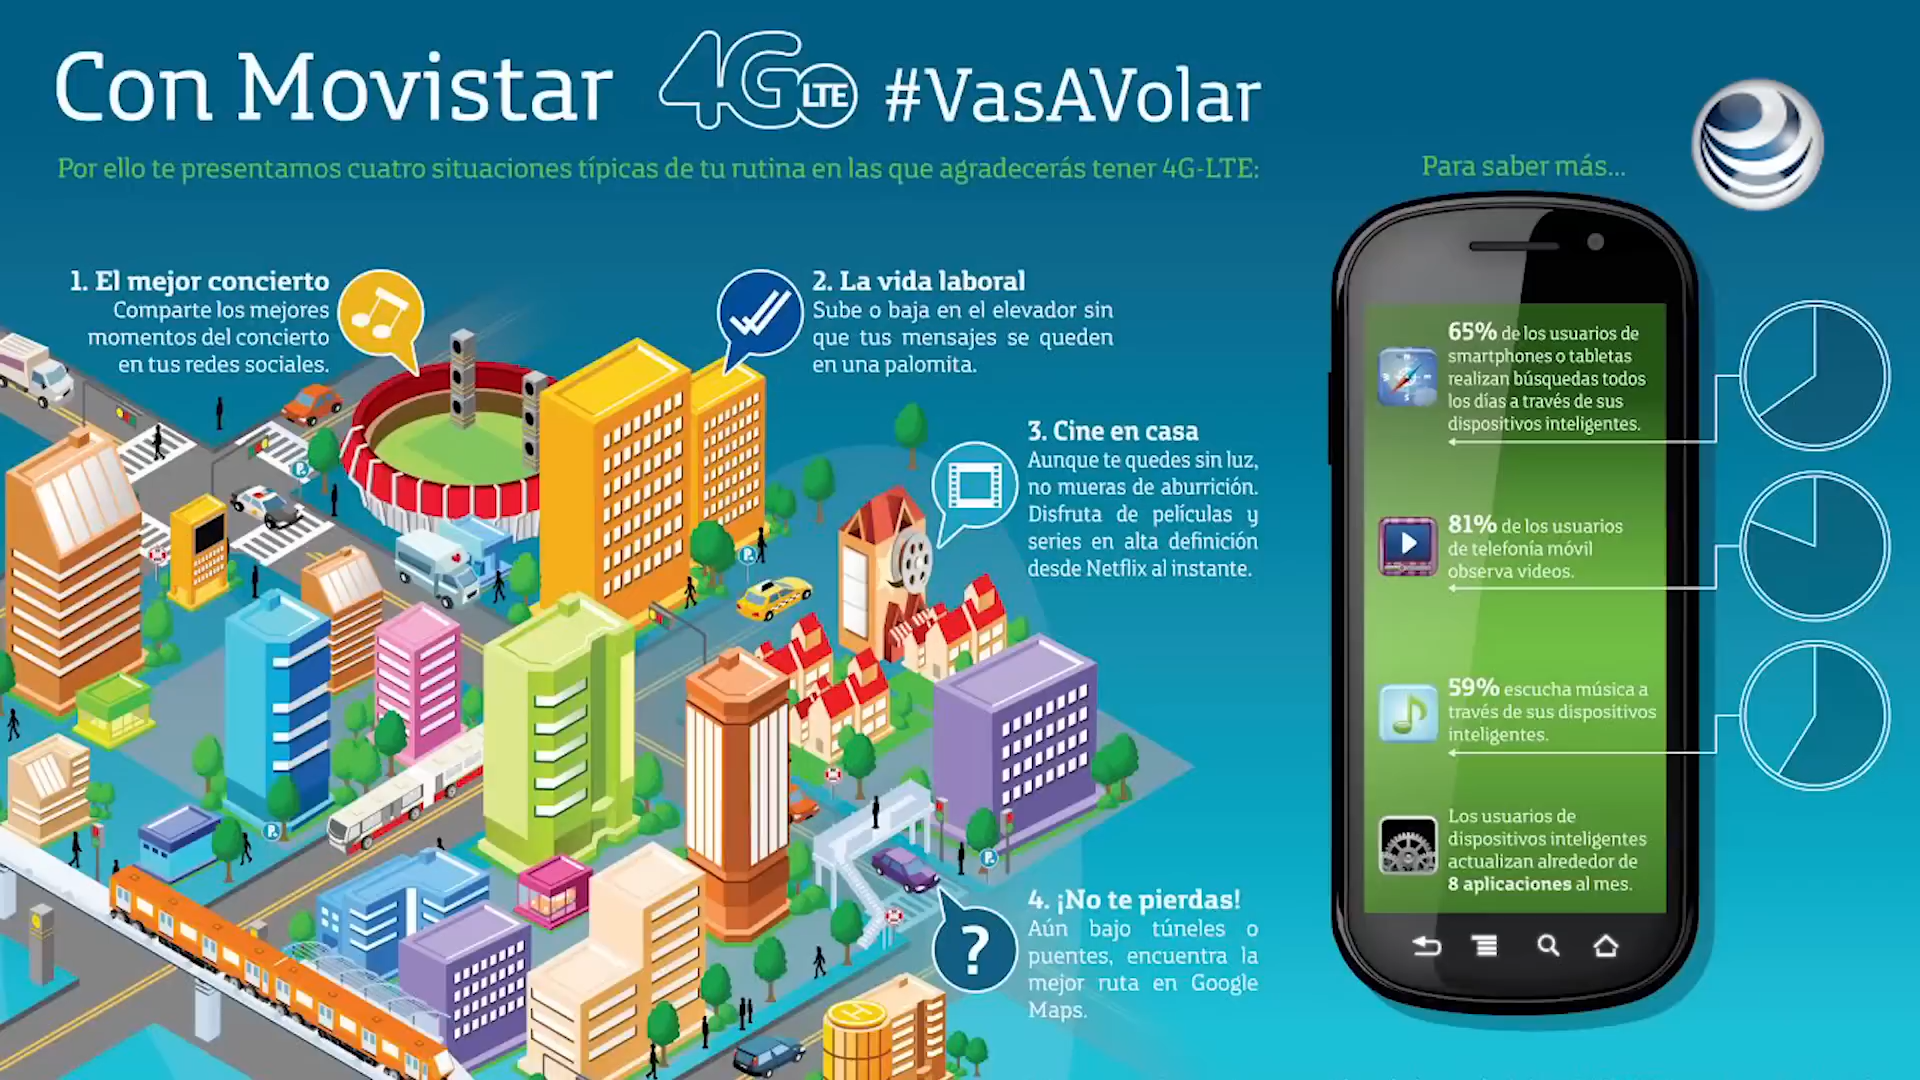 Con Movistar 4G LTE #VasAVolar
Por ello te presentamos cuatro situaciones típicas de tu rutina en las que agradecerás tener 4G-LTE:
1. El mejor concierto
Comparte los mejores
momentos del concierto
en tus redes sociales.
2. La vida laboral
Sube o baja en el elevador sin
que tus mensajes se queden
en una palomita.
3. Cine en casa
Aunque te quedes sin luz,
no mueras de aburrición.
Disfruta de películas y
series en alta definición
desde Netflix al instante.
4. ¡No te pierdas!
Aún bajo túneles o
puentes, encuentra la
mejor ruta en Google
Maps.
?
P.
P.
P.
P.
H
Para saber más...
65% de los usuarios de
smartphones o tabletas
realizan búsquedas todos
los días a través de sus
dispositivos inteligentes.
81% de los usuarios
de telefonía móvil
observa videos.
59% escucha música a
través de sus dispositivos
inteligentes.
Los usuarios de
dispositivos inteligentes
actualizan alrededor de
8 aplicaciones al mes.